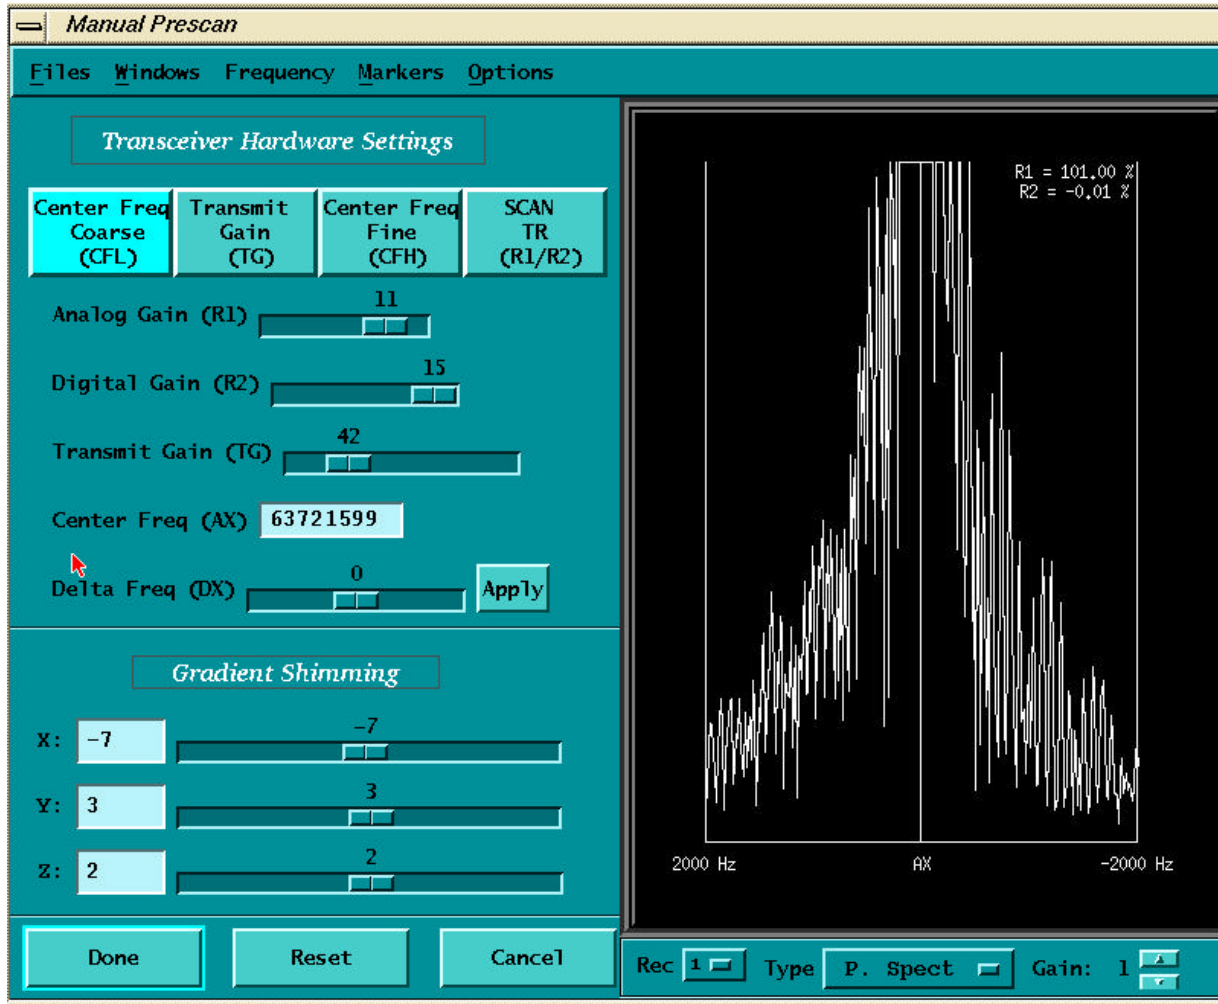 Manual Prescan
Files Windows Frequency Markers Options
Transceiver Hardware Settings
Center Freq Coarse (CFL)
Transmit Gain (TG)
Center Freq Fine (CFH)
SCAN TR (R1/R2)
Analog Gain (R1) 11
Digital Gain (R2) 15
Transmit Gain (TG) 42
Center Freq (AX) 63721599
Delta Freq (DX) 0 Apply
Gradient Shimming
X: -7 -7
Y: 3 3
Z: 2 2
Done Reset Cancel
R1 = 101.00 %
R2 = -0.01 %
2000 Hz AX -2000 Hz
Rec 1 Type P. Spect Gain: 1